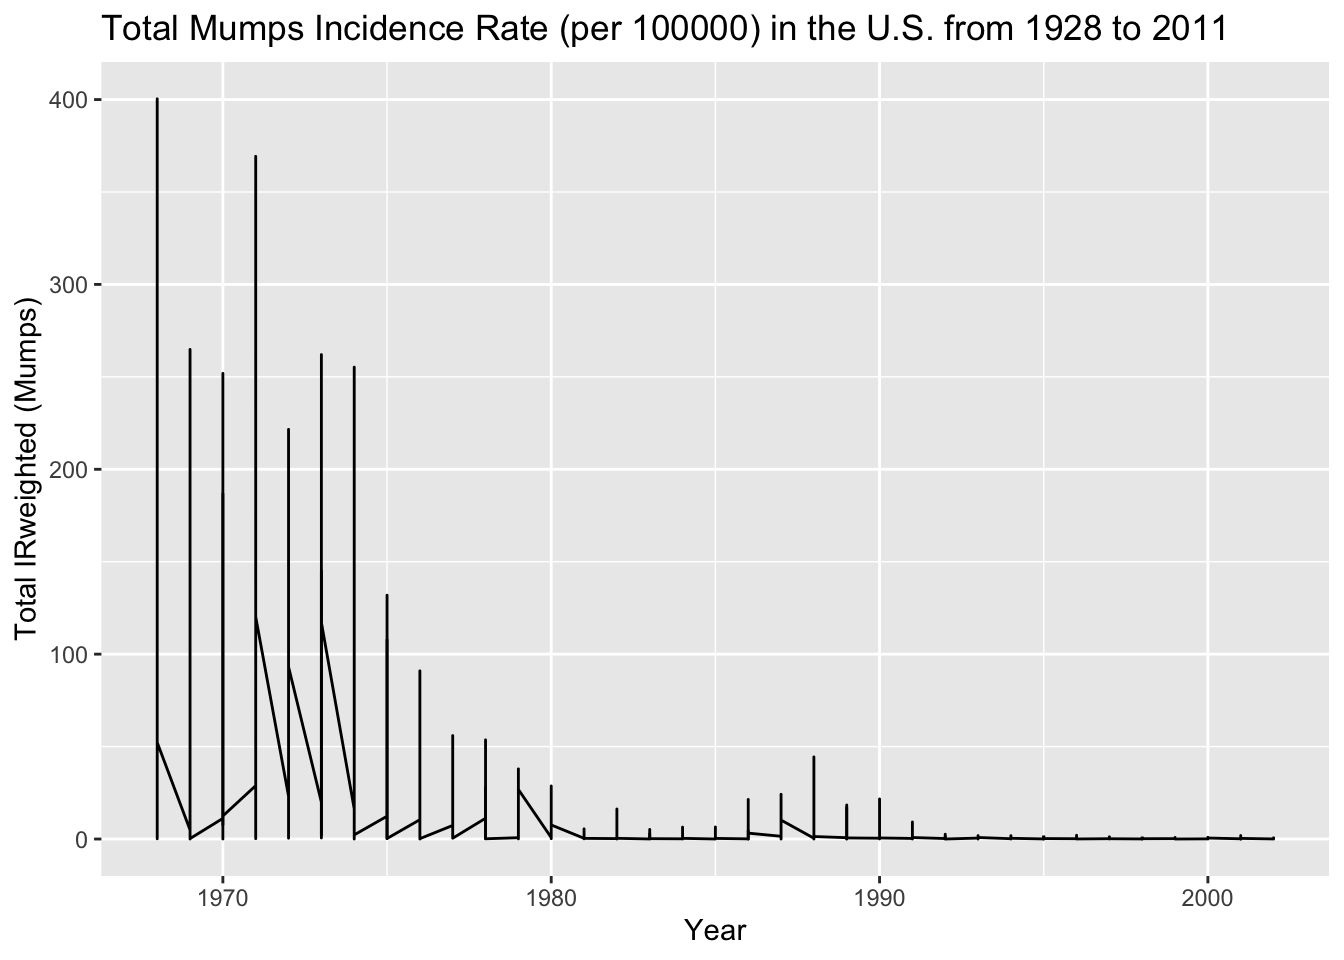 Total Mumps Incidence Rate (per 100000) in the U.S. from 1928 to 2011
400
300
200
100
0
Total IRweighted (Mumps)
1970 1980 1990 2000
Year